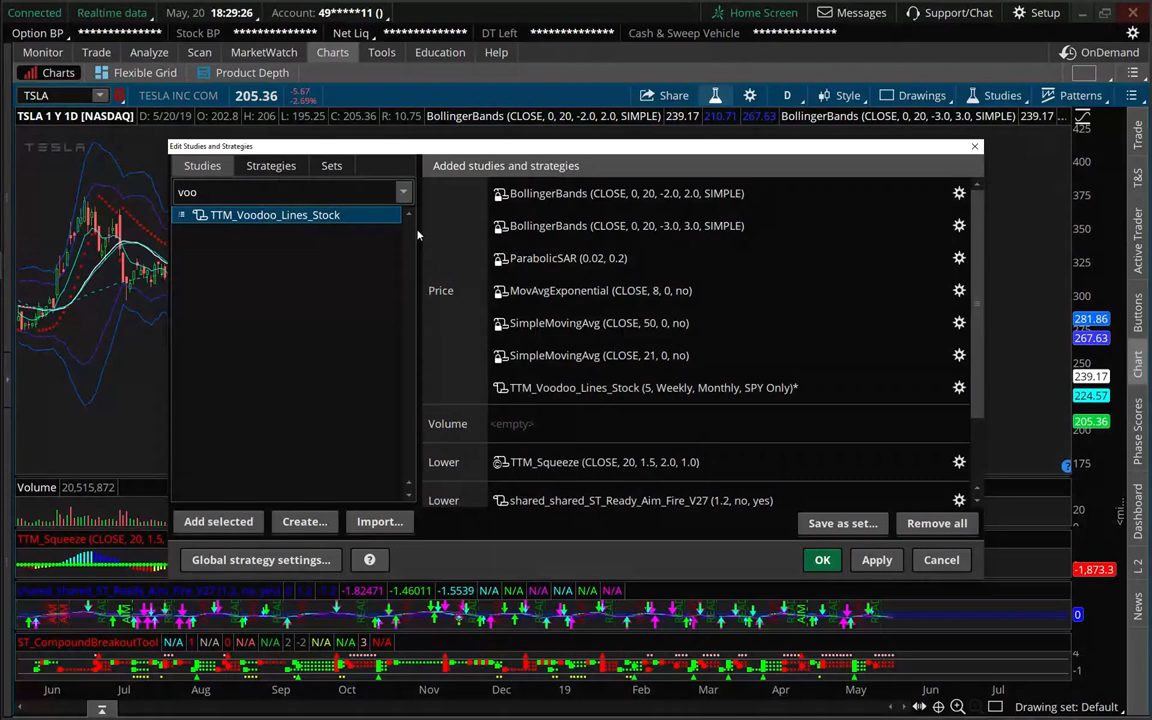 Connected Realtime data May, 20 18:29:26 Account: 49*****11 () Home Screen Messages Support/Chat Setup
Option BP ****************** Stock BP ****************** Net Liq ****************** DT Left ****************** Cash & Sweep Vehicle ******************
Monitor Trade Analyze Scan MarketWatch Charts Tools Education Help OnDemand
Charts Flexible Grid Product Depth
TSLA TESLA INC COM 205.36 -5.67 -2.69% Share D Style Drawings Studies Patterns
TSLA 1 Y 1D [NASDAQ] D: 5/20/19 O: 202.8 H: 206 L: 195.25 C: 205.36 R: 10.75 BollingerBands (CLOSE, 0, 20, -2.0, 2.0, SIMPLE) 239.17 210.71 267.63 BollingerBands (CLOSE, 0, 20, -3.0, 3.0, SIMPLE) 239.17
TESLA
Edit Studies and Strategies
Studies Strategies Sets Added studies and strategies
voo
TTM_Voodoo_Lines_Stock
Price
BollingerBands (CLOSE, 0, 20, -2.0, 2.0, SIMPLE)
BollingerBands (CLOSE, 0, 20, -3.0, 3.0, SIMPLE)
ParabolicSAR (0.02, 0.2)
MovAvgExponential (CLOSE, 8, 0, no)
SimpleMovingAvg (CLOSE, 50, 0, no)
SimpleMovingAvg (CLOSE, 21, 0, no)
TTM_Voodoo_Lines_Stock (5, Weekly, Monthly, SPY Only)*
Volume <empty>
Lower TTM_Squeeze (CLOSE, 20, 1.5, 2.0, 1.0)
Lower shared_shared_ST_Ready_Aim_Fire_V27 (1.2, no, yes)
Add selected Create... Import... Save as set... Remove all
Global strategy settings... ? OK Apply Cancel
425
400
375
350
325
300
281.86
267.63
239.17
224.57
205.36
175
20
-1,873.3
0
4
-1
Trade
T&S
Active Trader
Buttons
Chart
Phase Scores
Dashboard
L 2
News
Volume 20,515,872
TTM_Squeeze (CLOSE, 20, 1.5,
shared_shared_ST_Ready_Aim_Fire_V27 (1.2, no, yes) -1.82471 -1.46011 -1.5539 N/A N/A N/A N/A N/A N/A
ST_CompoundBreakoutTool N/A 1 N/A 0 N/A N/A 2 -2 N/A N/A 3 N/A
Jun Jul Aug Sep Oct Nov Dec 19 Feb Mar Apr May Jun Jul
Drawing set: Default